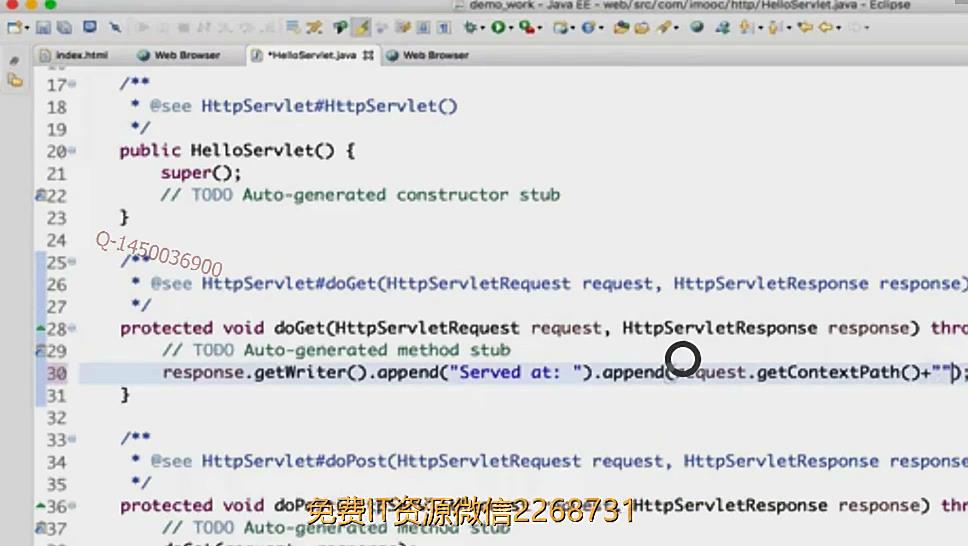 demo_work - Java EE - web/src/com/imooc/http/HelloServlet.java - Eclipse
index.html Web Browser *HelloServlet.java Web Browser
17 /**
18 * @see HttpServlet#HttpServlet()
19 */
20 public HelloServlet() {
21 super();
22 // TODO Auto-generated constructor stub
23 }
24
Q-1450036900
25 /**
26 * @see HttpServlet#doGet(HttpServletRequest request, HttpServletResponse response)
27 */
28 protected void doGet(HttpServletRequest request, HttpServletResponse response) thro
29 // TODO Auto-generated method stub
30 response.getWriter().append("Served at: ").append(request.getContextPath()+"");
31 }
32
33 /**
34 * @see HttpServlet#doPost(HttpServletRequest request, HttpServletResponse response
35 */
36 protected void doPo HttpServletResponse response) thr
免费IT资源微信2268731
37 // TODO Auto-generated method stub